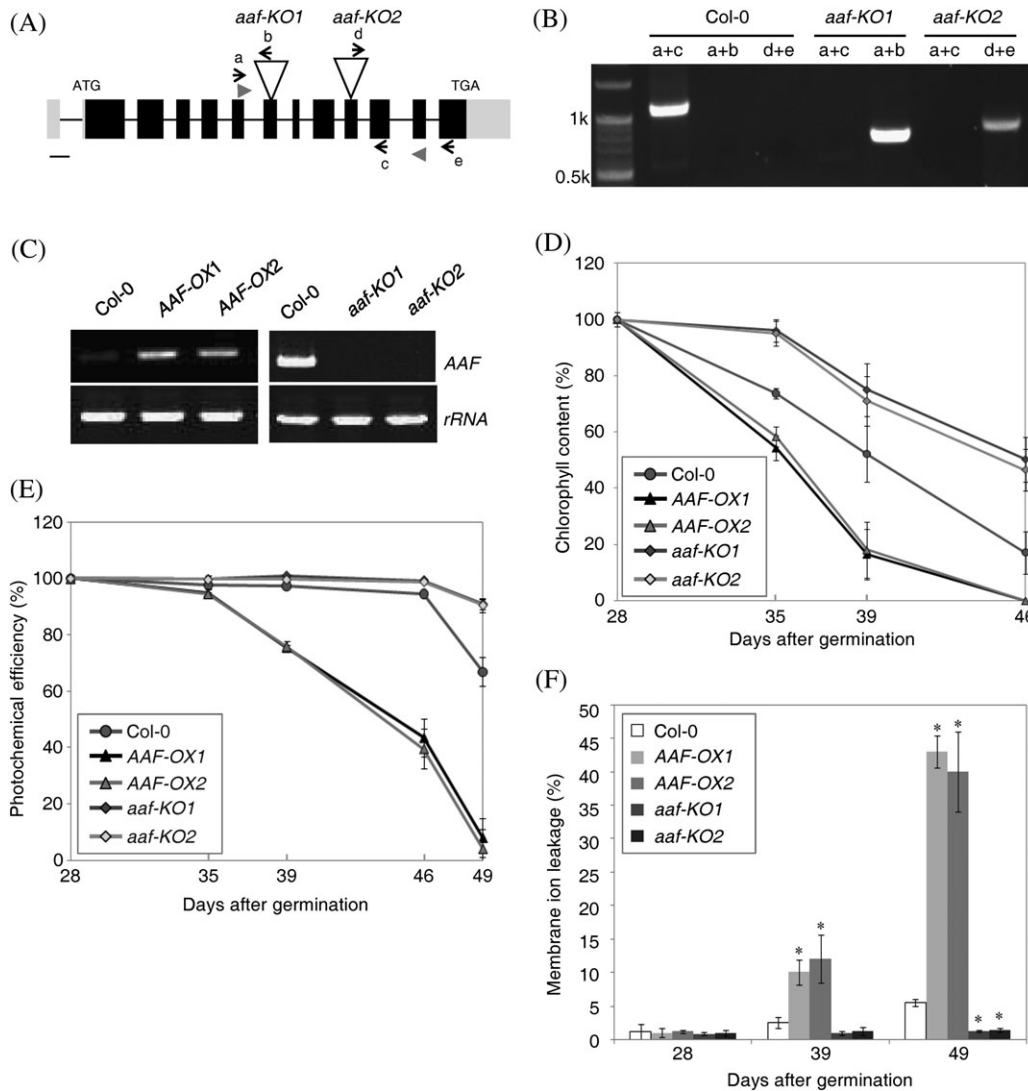 (A)
aaf-KO1 aaf-KO2
b d
a
ATG TGA
c e
(B)
Col-0 aaf-KO1 aaf-KO2
a+c a+b d+e a+c a+b a+c d+e
1k
0.5k
(C)
Col-0 AAF-OX1 AAF-OX2 Col-0 aaf-KO1 aaf-KO2
AAF
rRNA
(D)
120
100
80
60
40
20
0
Chlorophyll content (%)
Col-0
AAF-OX1
AAF-OX2
aaf-KO1
aaf-KO2
28 35 39 46
Days after germination
(E)
120
100
80
60
40
20
0
Photochemical efficiency (%)
Col-0
AAF-OX1
AAF-OX2
aaf-KO1
aaf-KO2
28 35 39 46 49
Days after germination
(F)
50
45
40
35
30
25
20
15
10
5
0
Membrane ion leakage (%)
Col-0
AAF-OX1
AAF-OX2
aaf-KO1
aaf-KO2
* *
* *
* *
28 39 49
Days after germination